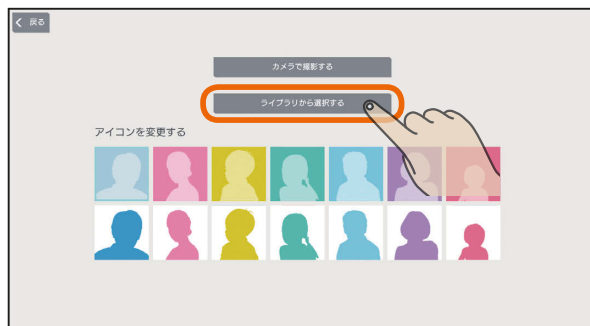 戻る
カメラで撮影する
ライブラリから選択する
アイコンを変更する